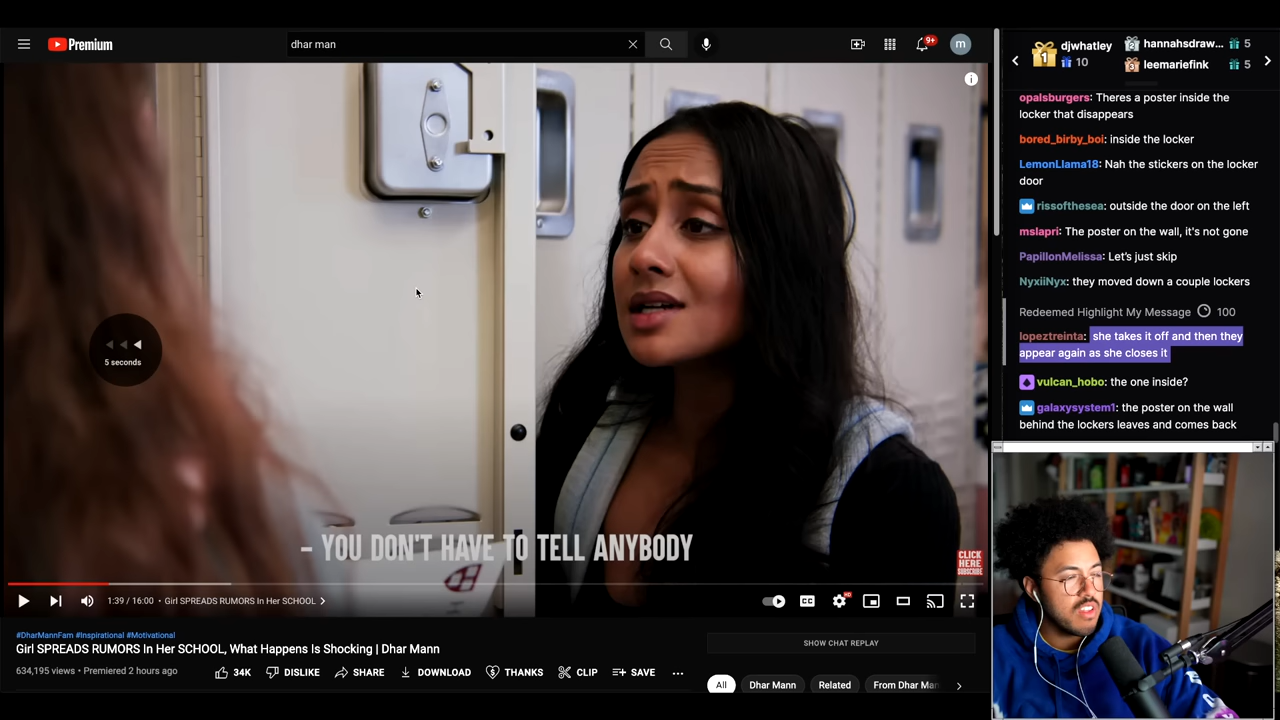 Premium
dhar man
9+
m
5 seconds
- YOU DON'T HAVE TO TELL ANYBODY
CLICK
HERE
SUBSCRIBE
1:39 / 16:00 • Girl SPREADS RUMORS In Her SCHOOL
HD
#DharMannFam #Inspirational #Motivational
Girl SPREADS RUMORS In Her SCHOOL, What Happens Is Shocking | Dhar Mann
634,195 views • Premiered 2 hours ago
34K
DISLIKE
SHARE
DOWNLOAD
THANKS
CLIP
SAVE
SHOW CHAT REPLAY
All
Dhar Mann
Related
From Dhar Man
1
djwhatley
10
2
hannahsdraw...
5
3
leemariefink
5
opalsburgers: Theres a poster inside the
locker that disappears
bored_birby_boi: inside the locker
LemonLlama18: Nah the stickers on the locker
door
rissofthesea: outside the door on the left
mslapri: The poster on the wall, it's not gone
PapillonMelissa: Let's just skip
NyxiiNyx: they moved down a couple lockers
Redeemed Highlight My Message 100
lopeztreinta: she takes it off and then they
appear again as she closes it
vulcan_hobo: the one inside?
galaxysystem1: the poster on the wall
behind the lockers leaves and comes back